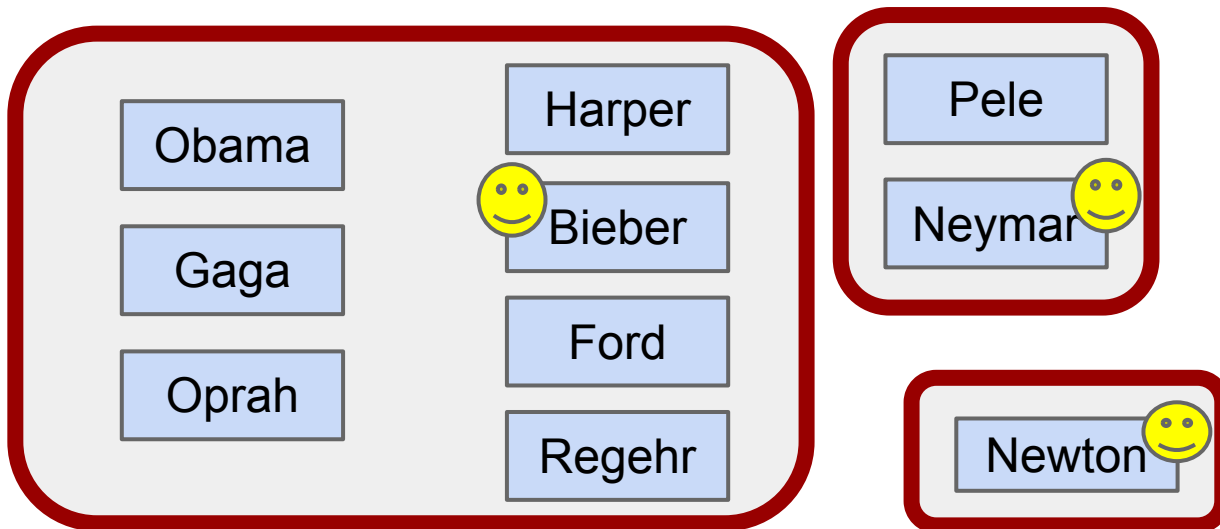 Obama
Gaga
Oprah
Harper
Bieber
Ford
Regehr
Pele
Neymar
Newton